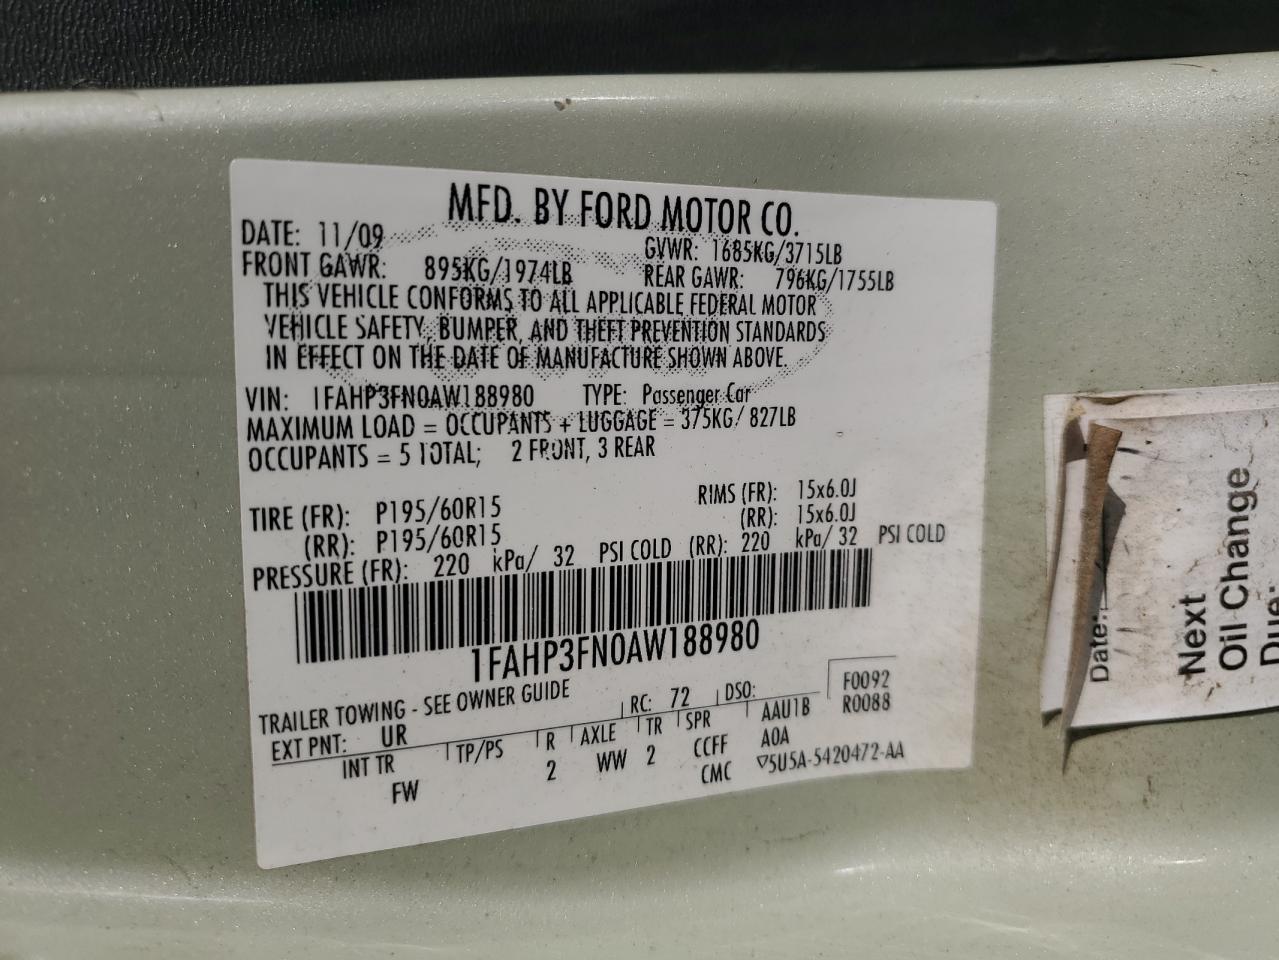 MFD. BY FORD MOTOR CO.
DATE: 11/09 GVWR: 1685KG/3715LB
FRONT GAWR: 895KG/1974LB REAR GAWR: 796KG/1755LB
THIS VEHICLE CONFORMS TO ALL APPLICABLE FEDERAL MOTOR
VEHICLE SAFETY, BUMPER, AND THEFT PREVENTION STANDARDS
IN EFFECT ON THE DATE OF MANUFACTURE SHOWN ABOVE.
VIN: 1FAHP3FN0AW188980 TYPE: Passenger Car
MAXIMUM LOAD = OCCUPANTS + LUGGAGE = 375KG/ 827LB
OCCUPANTS = 5 TOTAL; 2 FRONT, 3 REAR
TIRE (FR): P195/60R15 RIMS (FR): 15x6.0J
(RR): P195/60R15 (RR): 15x6.0J
PRESSURE (FR): 220 kPa/ 32 PSI COLD (RR): 220 kPa/ 32 PSI COLD
1FAHP3FN0AW188980
TRAILER TOWING - SEE OWNER GUIDE
EXT PNT: UR RC: 72 DSO: F0092
R0088
INT TR TP/PS R AXLE TR SPR AAU1B
FW 2 WW 2 CCFF A0A
CMC ▽5U5A-5420472-AA
Date:
Next
Oil Change
Due: